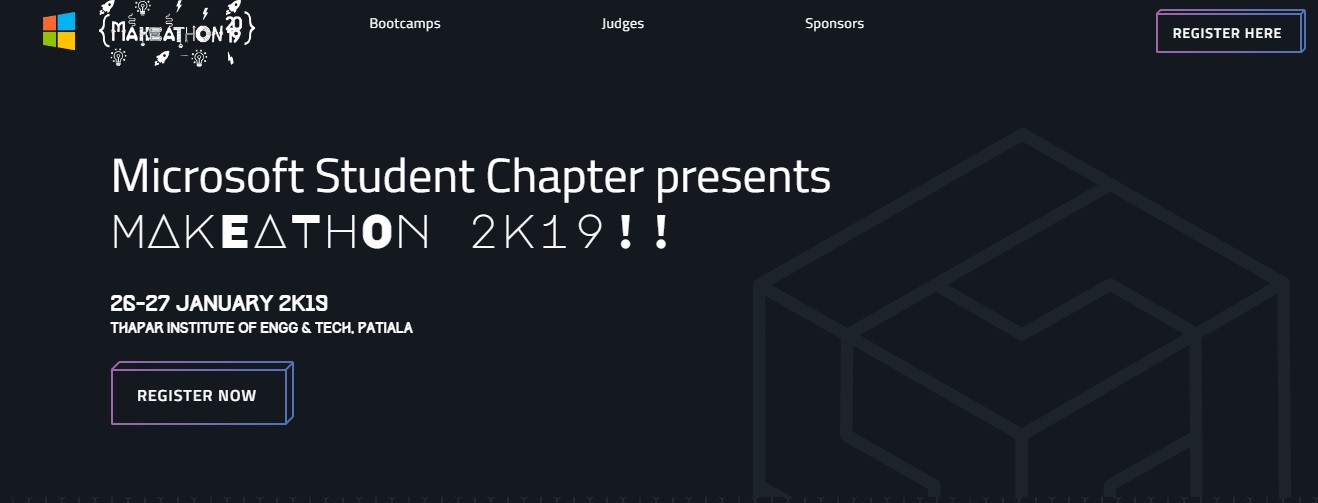 {MAKEATHON 2019}
Bootcamps
Judges
Sponsors
REGISTER HERE
Microsoft Student Chapter presents
MAKEATHON 2K19!!
26-27 JANUARY 2K19
THAPAR INSTITUTE OF ENGG & TECH, PATIALA
REGISTER NOW